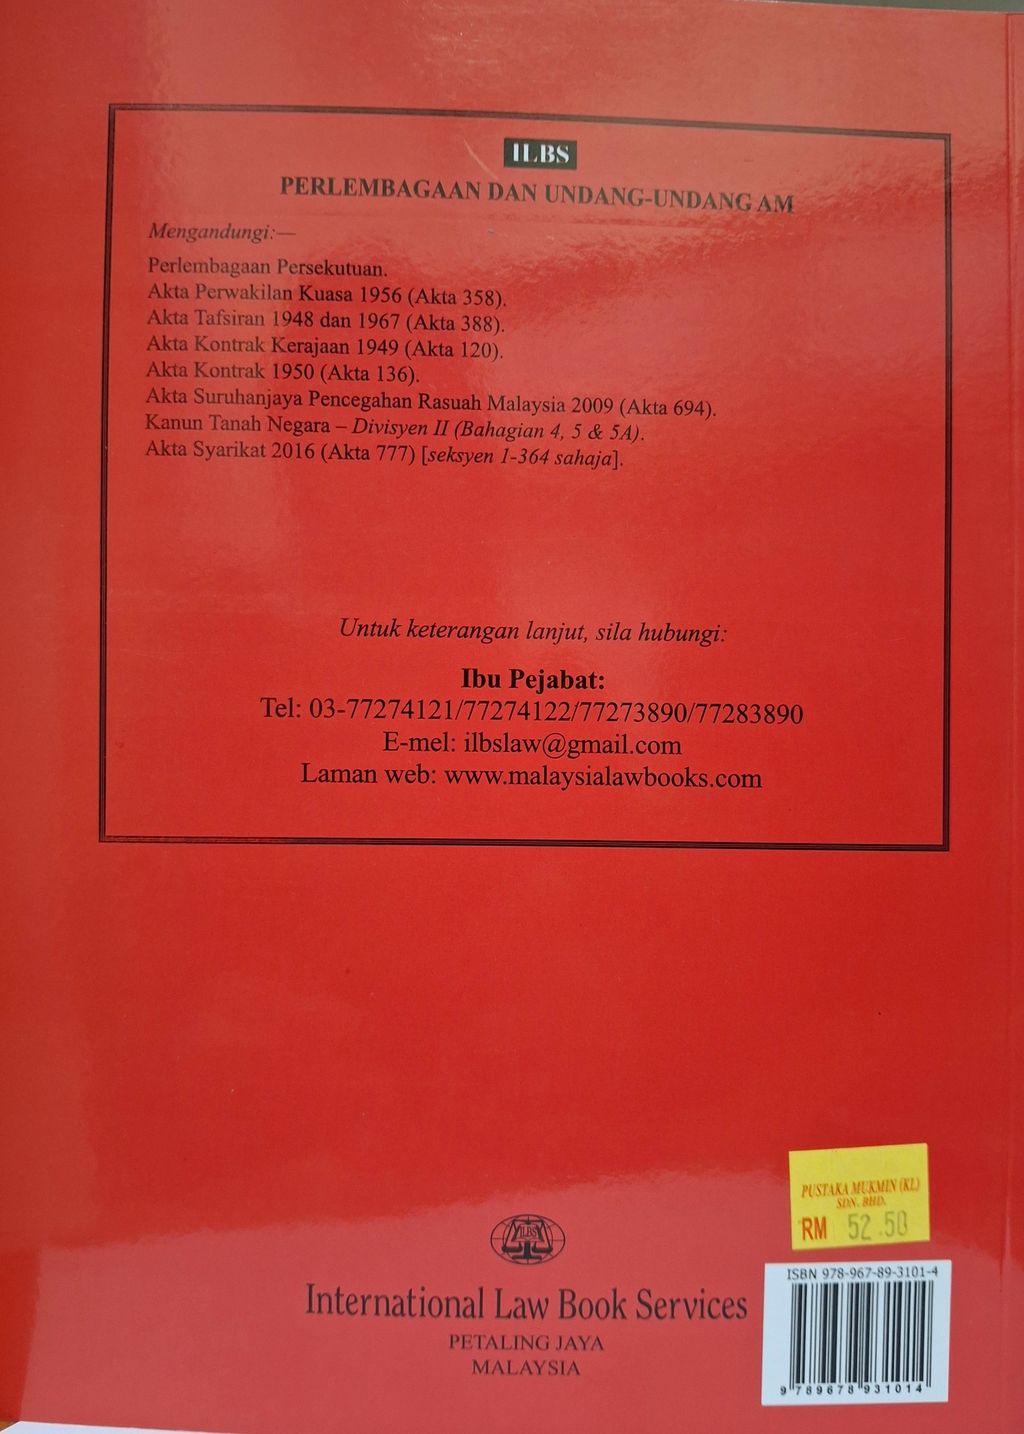 ILBS
PERLEMBAGAAN DAN UNDANG-UNDANG AM
Mengandungi:—
Perlembagaan Persekutuan.
Akta Perwakilan Kuasa 1956 (Akta 358).
Akta Tafsiran 1948 dan 1967 (Akta 388).
Akta Kontrak Kerajaan 1949 (Akta 120).
Akta Kontrak 1950 (Akta 136).
Akta Suruhanjaya Pencegahan Rasuah Malaysia 2009 (Akta 694).
Kanun Tanah Negara – Divisyen II (Bahagian 4, 5 & 5A).
Akta Syarikat 2016 (Akta 777) [seksyen 1-364 sahaja].
Untuk keterangan lanjut, sila hubungi:
Ibu Pejabat:
Tel: 03-77274121/77274122/77273890/77283890
E-mel: ilbslaw@gmail.com
Laman web: www.malaysialawbooks.com
PUSTAKA MUKMIN (KL)
SDN. BHD.
RM 52.50
ILBS
International Law Book Services
PETALING JAYA
MALAYSIA
ISBN 978-967-89-3101-4
9 789678 931014